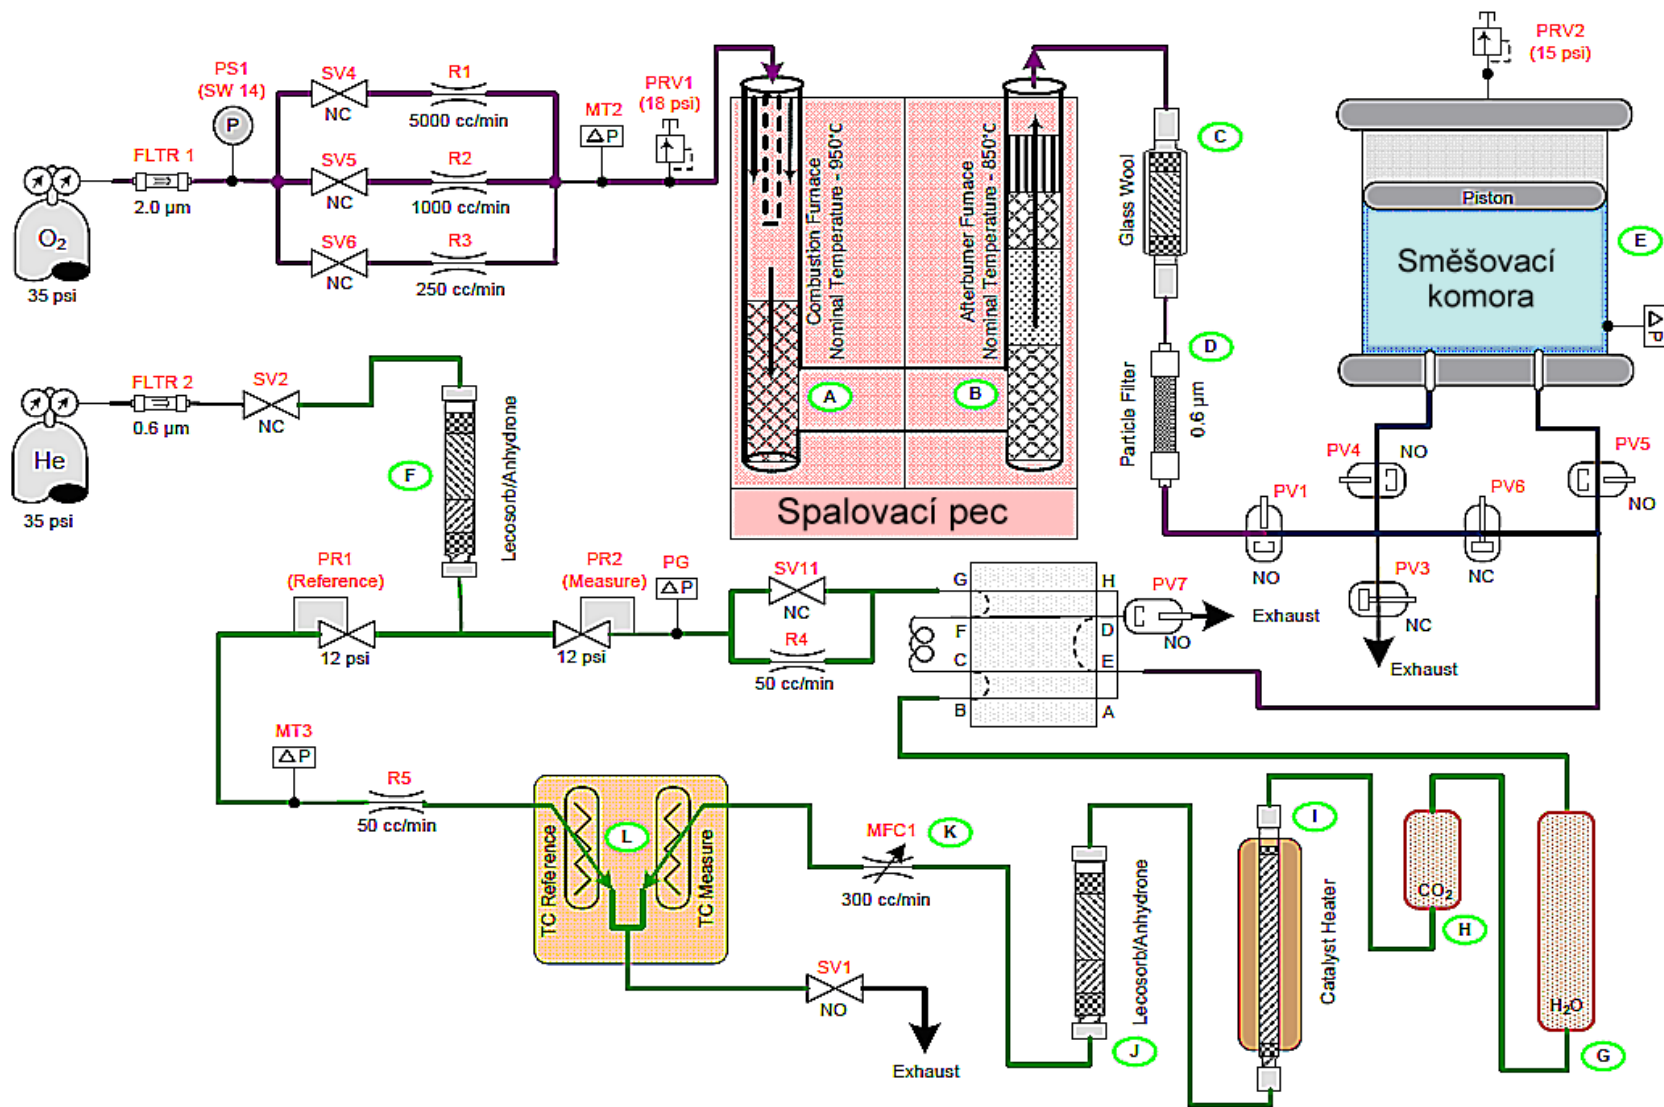 PS1
(SW 14)
SV4
NC
R1
5000 cc/min
P
FLTR 1
2.0 µm
SV5
NC
R2
1000 cc/min
SV6
NC
R3
250 cc/min
O2
35 psi
MT2
△P
PRV1
(18 psi)
Combustion Furnace
Nominal Temperature - 950°C
Afterburner Furnace
Nominal Temperature - 850°C
A
B
Spalovací pec
C
Glass Wool
D
Particle Filter
0.6 µm
PRV2
(15 psi)
Piston
Směšovací
komora
E
△P
PV4
NO
PV5
NO
PV1
NO
PV6
NC
PV3
NC
Exhaust
FLTR 2
0.6 µm
SV2
NC
He
35 psi
F
Lecosorb/Anhydrone
PR1
(Reference)
12 psi
PR2
(Measure)
12 psi
PG
△P
SV11
NC
R4
50 cc/min
G
H
F
D
C
E
B
A
PV7
NO
Exhaust
MT3
△P
R5
50 cc/min
TC Reference
L
TC Measure
MFC1
K
300 cc/min
SV1
NO
Exhaust
Lecosorb/Anhydrone
J
I
Catalyst Heater
CO2
H
H2O
G